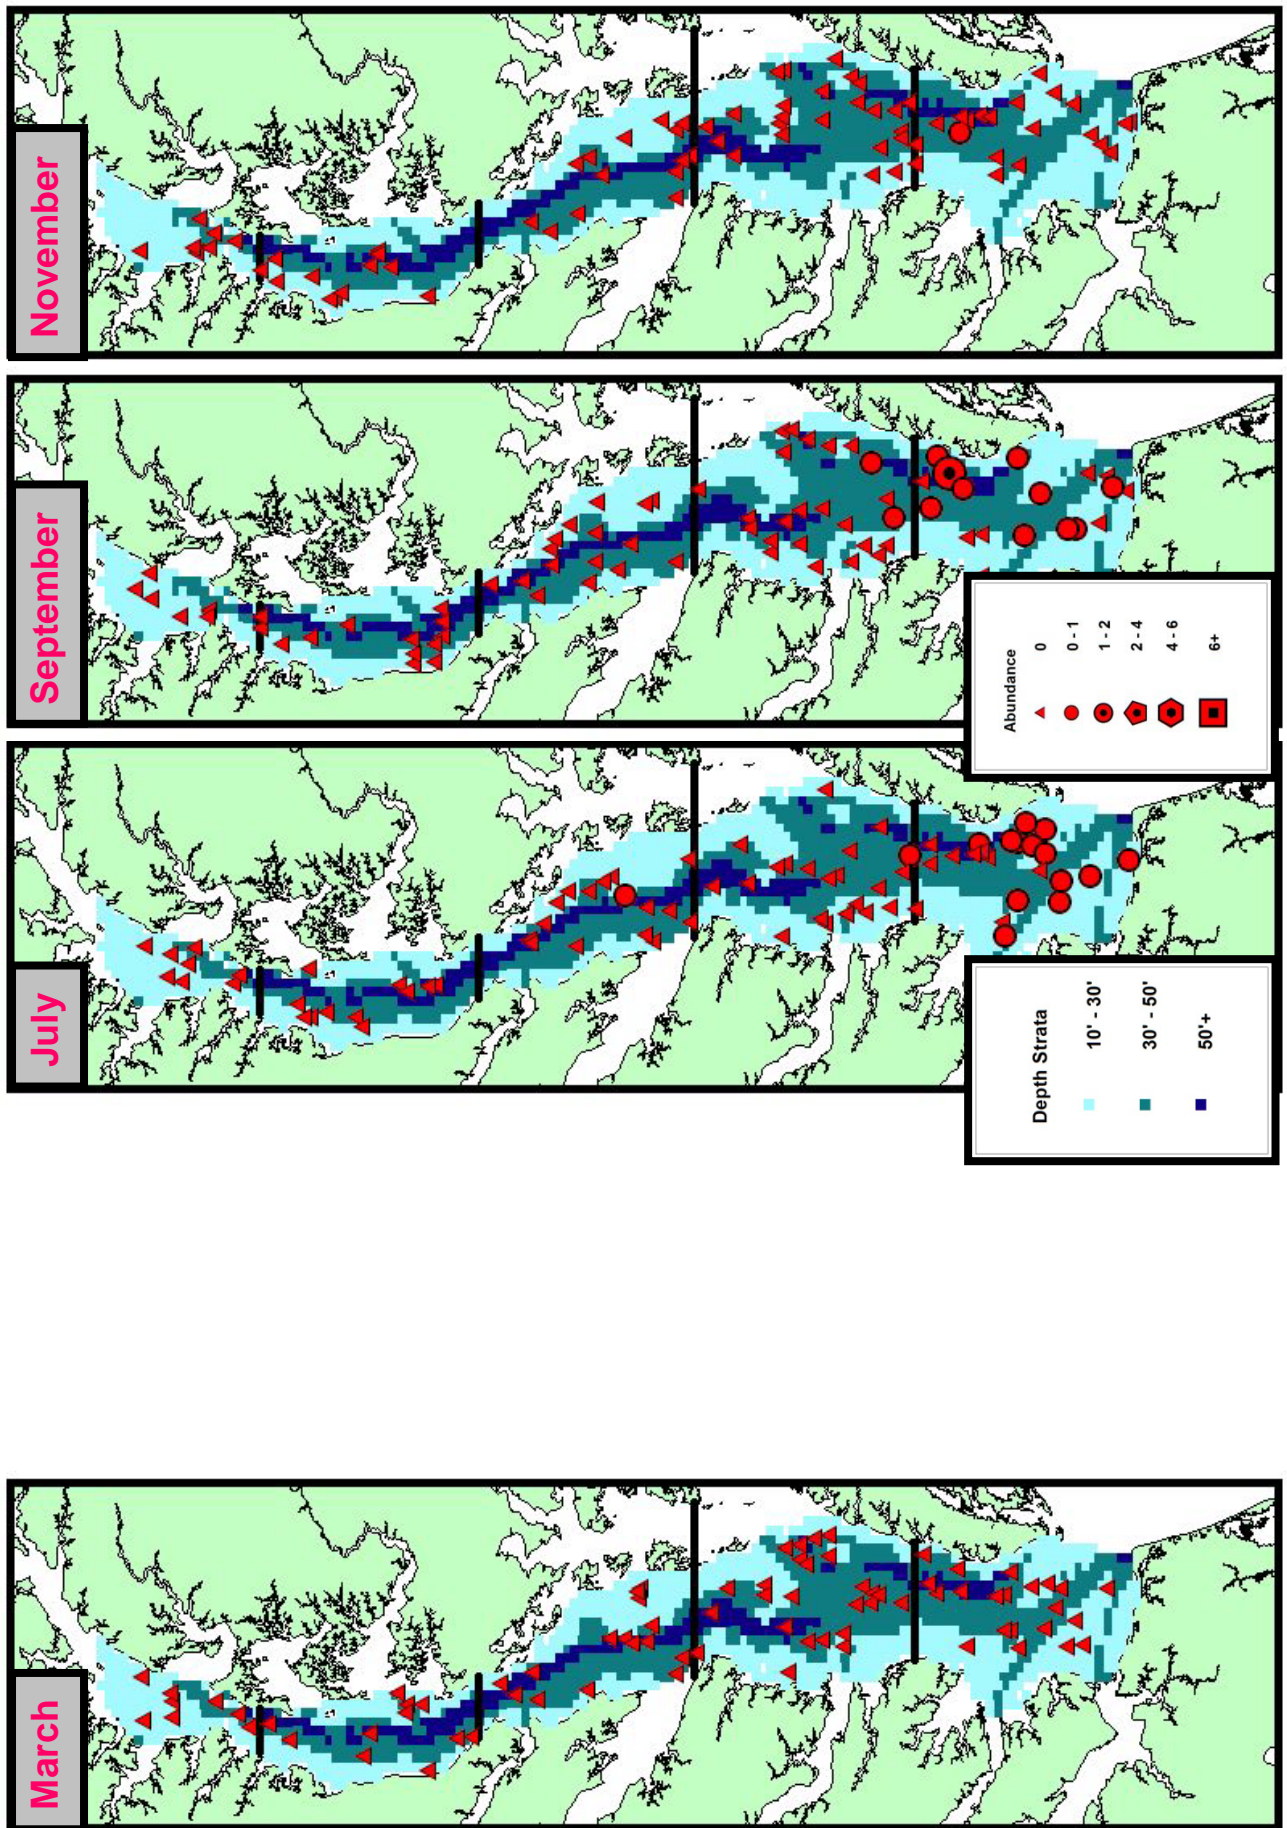 March
July
September
November
Depth Strata
10' - 30'
30' - 50'
50'+
Abundance
0
0 - 1
1 - 2
2 - 4
4 - 6
6+